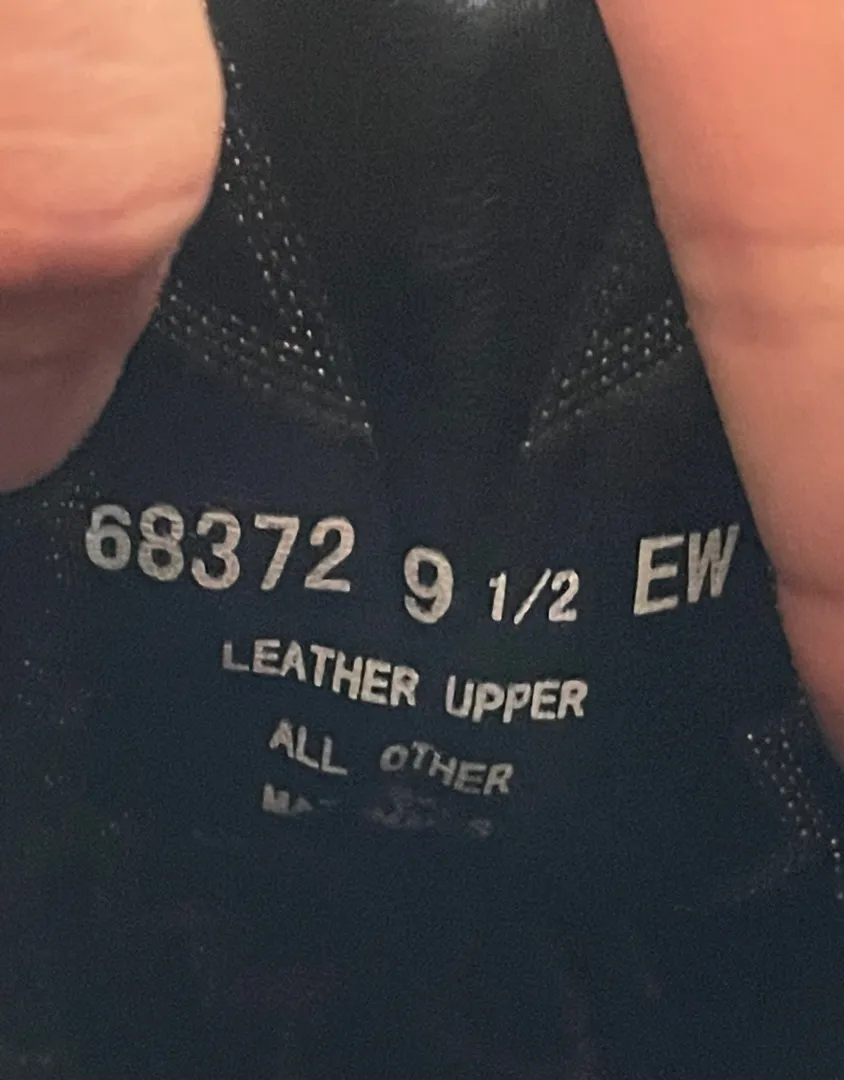 68372 9 1/2 EW
LEATHER UPPER
ALL OTHER